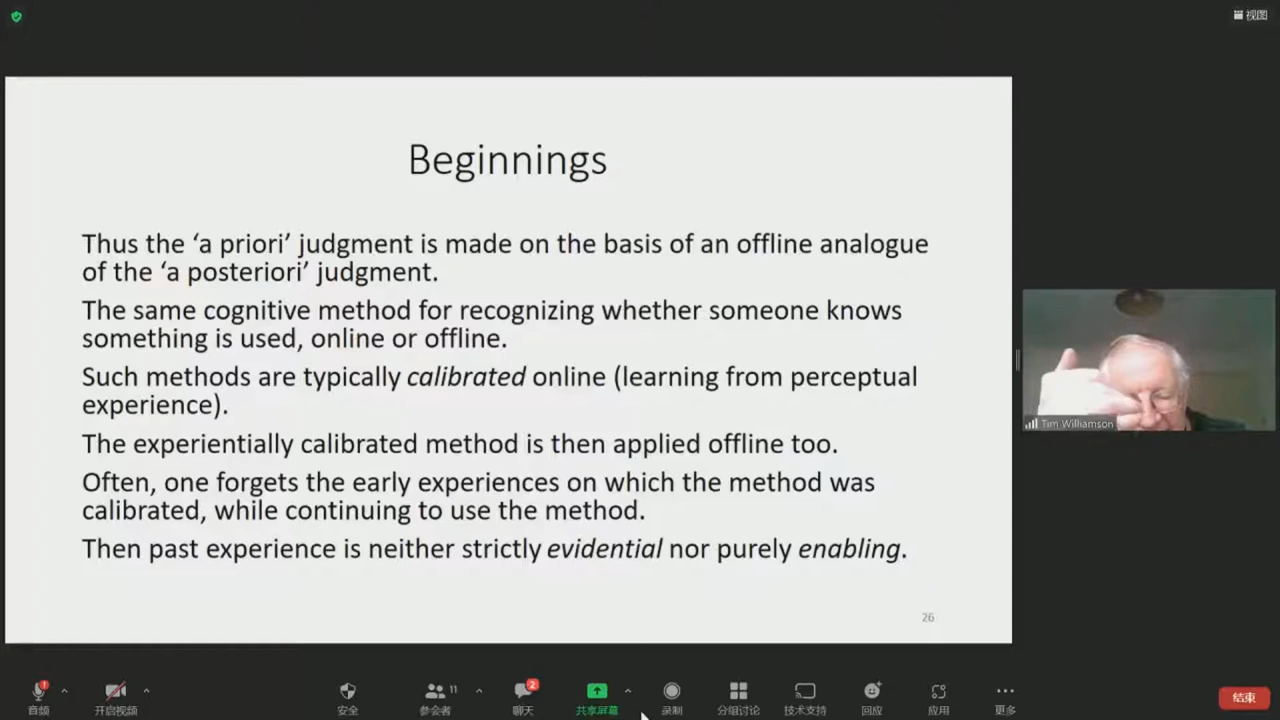 视图
Beginnings
Thus the ‘a priori’ judgment is made on the basis of an offline analogue
of the ‘a posteriori’ judgment.
The same cognitive method for recognizing whether someone knows
something is used, online or offline.
Such methods are typically calibrated online (learning from perceptual
experience).
The experientially calibrated method is then applied offline too.
Often, one forgets the early experiences on which the method was
calibrated, while continuing to use the method.
Then past experience is neither strictly evidential nor purely enabling.
26
Tim Williamson
11
2
音频
开启视频
安全
参会者
聊天
共享屏幕
录制
分组讨论
技术支持
回应
应用
更多
结束